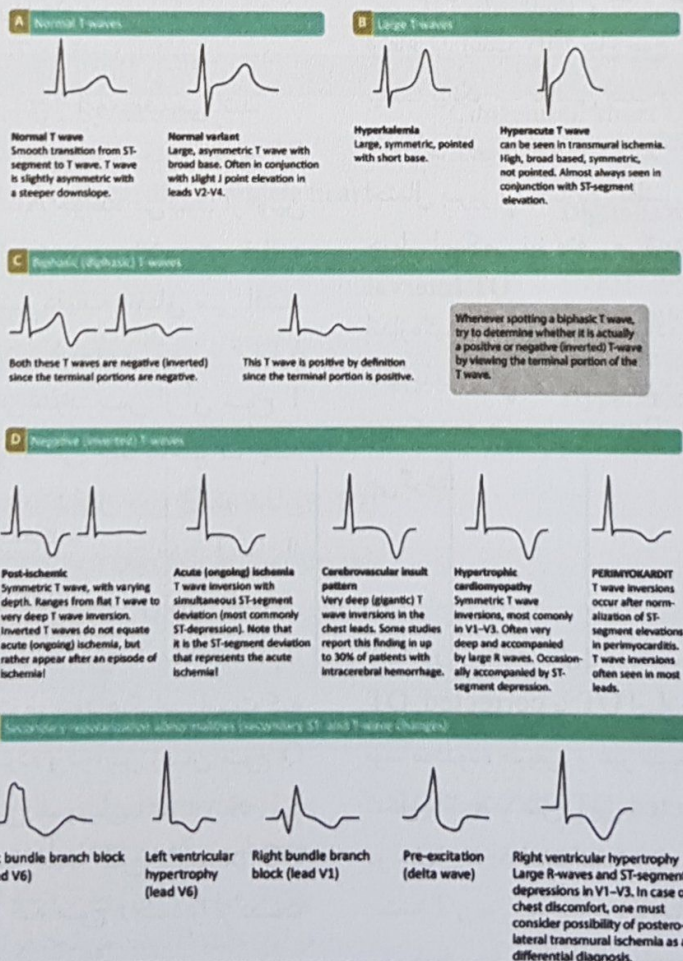 A Normal T-waves
Normal T wave
Smooth transition from ST-
segment to T wave. T wave
is slightly asymmetric with
a steeper downslope.
Normal variant
Large, asymmetric T wave with
broad base. Often in conjunction
with slight J point elevation in
leads V2-V4.
B Large T-waves
Hyperkalemia
Large, symmetric, pointed
with short base.
Hyperacute T wave
can be seen in transmural ischemia.
High, broad based, symmetric,
not pointed. Almost always seen in
conjunction with ST-segment
elevation.
C Biphasic (diphasic) T-waves
Both these T waves are negative (inverted)
since the terminal portions are negative.
This T wave is positive by definition
since the terminal portion is positive.
Whenever spotting a biphasic T wave,
try to determine whether it is actually
a positive or negative (inverted) T-wave
by viewing the terminal portion of the
T wave.
D Negative (inverted) T-waves
Post-ischemic
Symmetric T wave, with varying
depth. Ranges from flat T wave to
very deep T wave inversion.
Inverted T waves do not equate
acute (ongoing) ischemia, but
rather appear after an episode of
ischemia!
Acute (ongoing) ischemia
T wave inversion with
simultaneous ST-segment
deviation (most commonly
ST-depression). Note that
it is the ST-segment deviation
that represents the acute
ischemia!
Cerebrovascular insult
pattern
Very deep (gigantic) T
wave inversions in the
chest leads. Some studies
report this finding in up
to 30% of patients with
intracerebral hemorrhage.
Hypertrophic
cardiomyopathy
Symmetric T wave
inversions, most comonly
in V1-V3. Often very
deep and accompanied
by large R waves. Occasion-
ally accompanied by ST-
segment depression.
PERIMYOKARDIT
T wave inversions
occur after norm-
alization of ST-
segment elevations
in perimyocarditis.
T wave inversions
often seen in most
leads.
Secondary repolarization abnormalities (secondary ST- and T-wave changes)
bundle branch block
d V6)
Left ventricular
hypertrophy
(lead V6)
Right bundle branch
block (lead V1)
Pre-excitation
(delta wave)
Right ventricular hypertrophy
Large R-waves and ST-segment
depressions in V1–V3. In case o
chest discomfort, one must
consider possibility of postero-
lateral transmural ischemia as a
differential diagnosis.